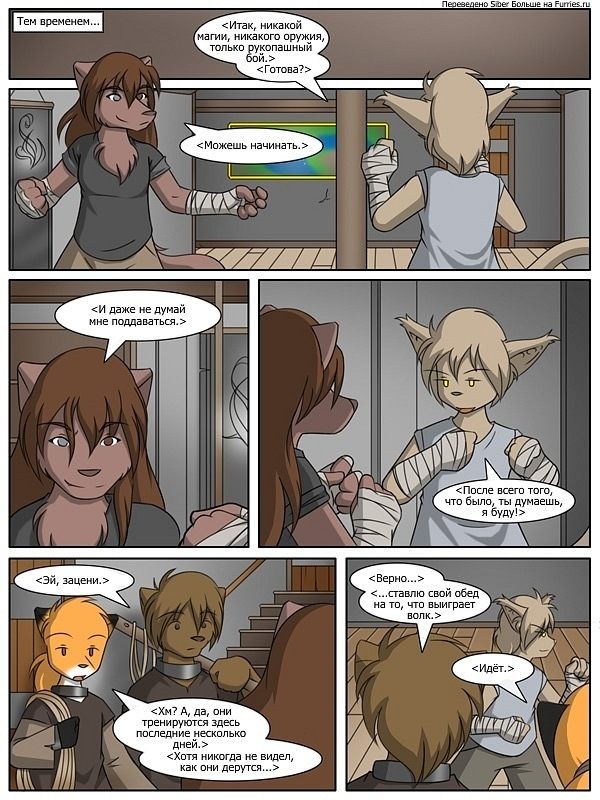 Переведено Siber Больше на Furries.ru
Тем временем...
<Итак, никакой
магии, никакого оружия,
только рукопашный
бой.>
<Готова?>
<Можешь начинать.>
<И даже не думай
мне поддаваться.>
<После всего того,
что было, ты думаешь,
я буду!>
<Эй, зацени.>
<Хм? А, да, они
тренируются здесь
последние несколько
дней.>
<Хотя никогда не видел,
как они дерутся...>
<Верно...>
<...ставлю свой обед
на то, что выиграет
волк.>
<Идёт.>